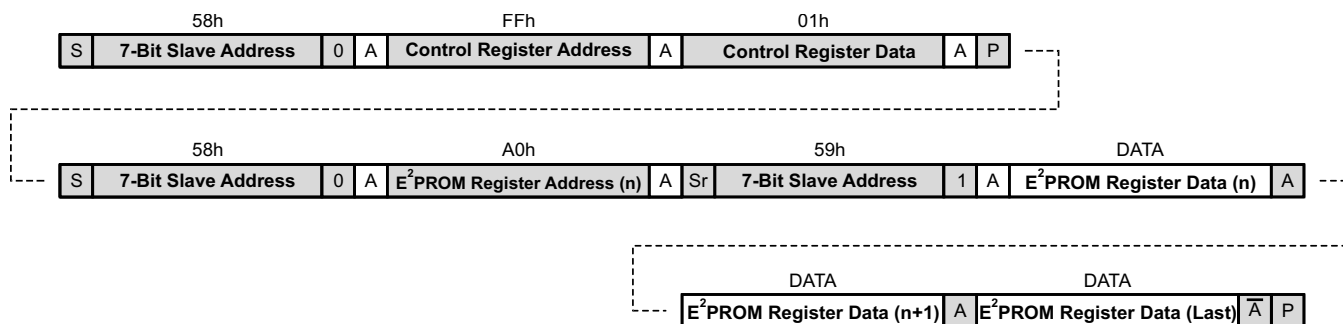 58h FFh 01h
S 7-Bit Slave Address 0 A Control Register Address A Control Register Data A P
58h A0h 59h DATA
S 7-Bit Slave Address 0 A E²PROM Register Address (n) A Sr 7-Bit Slave Address 1 A E²PROM Register Data (n) A
DATA DATA
E²PROM Register Data (n+1) A E²PROM Register Data (Last) A̅ P